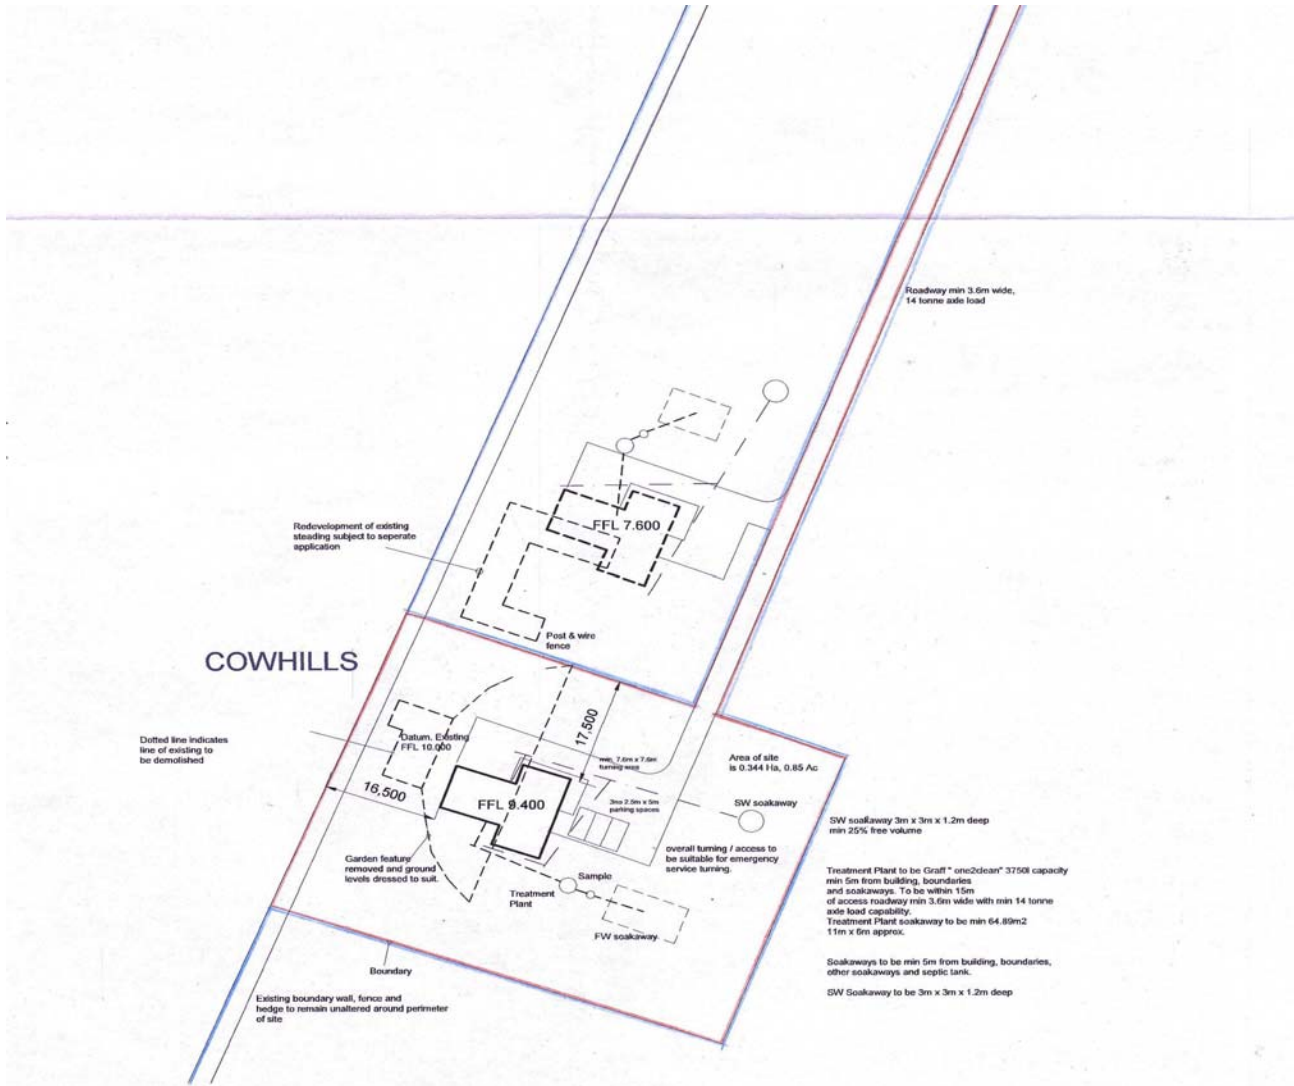 Roadway min 3.6m wide,
14 tonne axle load
FFL 7.600
Redevelopment of existing
steading subject to seperate
application
Post & wire
fence
COWHILLS
17,500
Dotted line indicates
line of existing to
be demolished
Datum. Existing
FFL 10.000
min. 7.6m x 7.6m
turning area
Area of site
is 0.344 Ha, 0.85 Ac
16,500
FFL 9.400
3no 2.5m x 5m
parking spaces
SW soakaway
SW soakaway 3m x 3m x 1.2m deep
min 25% free volume
overall turning / access to
be suitable for emergency
service turning.
Garden feature
removed and ground
levels dressed to suit.
Sample
Treatment
Plant
FW soakaway
Treatment Plant to be Graff " one2clean" 3750l capacity
min 5m from building, boundaries
and soakaways. To be within 15m
of access roadway min 3.6m wide with min 14 tonne
axle load capability.
Treatment Plant soakaway to be min 64.89m2
11m x 6m approx.
Soakaways to be min 5m from building, boundaries,
other soakaways and septic tank.
SW Soakaway to be 3m x 3m x 1.2m deep
Boundary
Existing boundary wall, fence and
hedge to remain unaltered around perimeter
of site